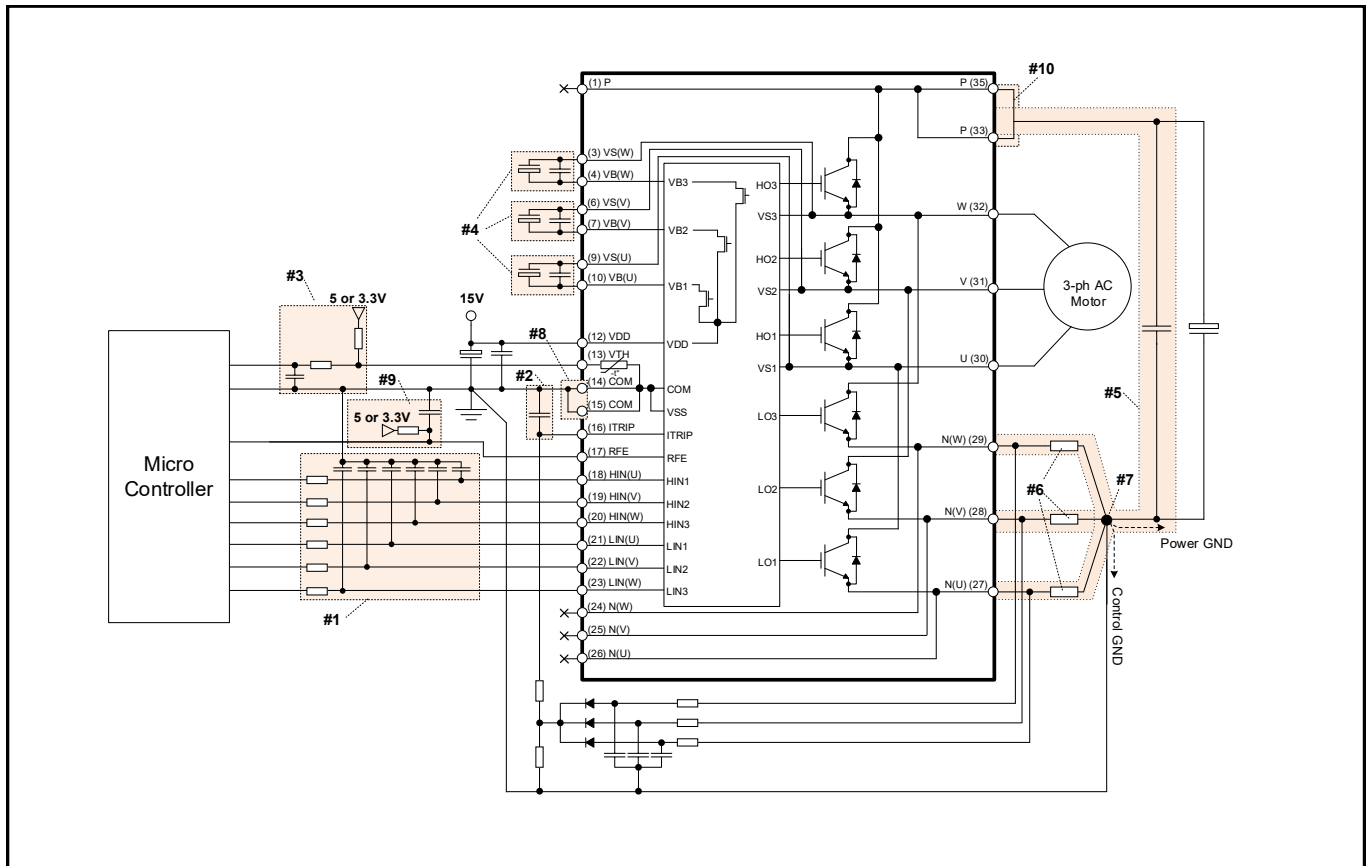 #10
(1) P
P (35)
P (33)
(3) VS(W)
(4) VB(W)
VB3
HO3
#4
(6) VS(V)
(7) VB(V)
VS3
W (32)
VB2
HO2
(9) VS(U)
(10) VB(U)
VB1
VS2
V (31)
3-ph AC
Motor
#3
5 or 3.3V
15V
HO1
(12) VDD
VDD
#8
(13) VTH
VS1
U (30)
#2
(14) COM
COM
#9
5 or 3.3V
(15) COM
VSS
LO3
#5
(16) ITRIP
ITRIP
N(W) (29)
(17) RFE
RFE
Micro
Controller
(18) HIN(U)
HIN1
LO2
#6
#7
(19) HIN(V)
HIN2
(20) HIN(W)
HIN3
N(V) (28)
Power GND
(21) LIN(U)
LIN1
(22) LIN(V)
LIN2
LO1
(23) LIN(W)
LIN3
N(U) (27)
Control GND
#1
(24) N(W)
(25) N(V)
(26) N(U)